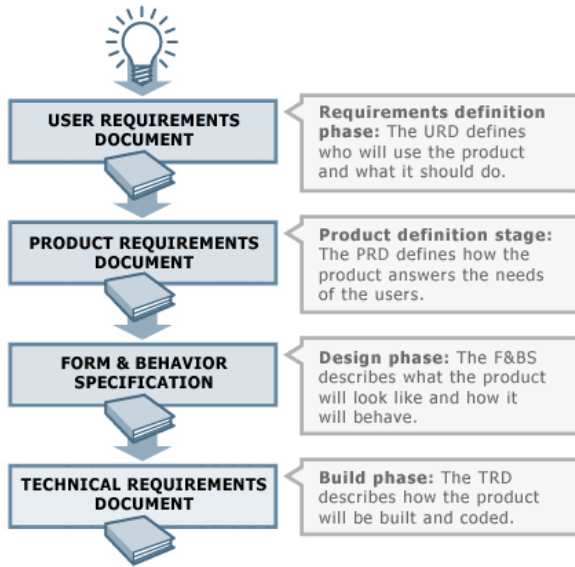 USER REQUIREMENTS
DOCUMENT
Requirements definition
phase: The URD defines
who will use the product
and what it should do.
PRODUCT REQUIREMENTS
DOCUMENT
Product definition stage:
The PRD defines how the
product answers the needs
of the users.
FORM & BEHAVIOR
SPECIFICATION
Design phase: The F&BS
describes what the product
will look like and how it
will behave.
TECHNICAL REQUIREMENTS
DOCUMENT
Build phase: The TRD
describes how the product
will be built and coded.